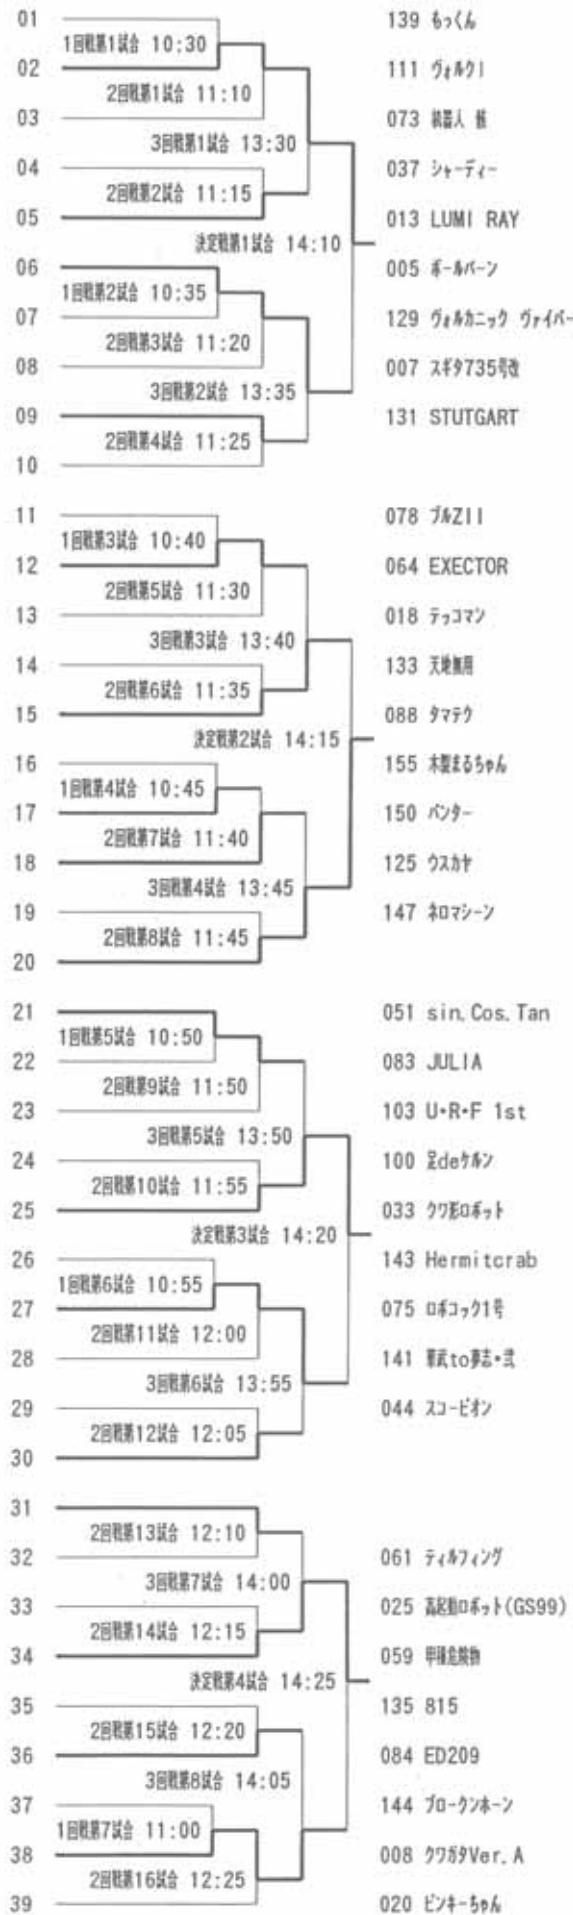 01
139 もっくん
1回戦第1試合 10:30
02
111 ヴォルクI
2回戦第1試合 11:10
03
073
3回戦第1試合 13:30
04
037 シャーディー
2回戦第2試合 11:15
05
013 LUMI RAY
決定戦第1試合 14:10
06
005 ボールバーン
1回戦第2試合 10:35
07
129 ヴォルカニック ヴァイパー
2回戦第3試合 11:20
08
007 スギタ735号改
3回戦第2試合 13:35
09
131 STUTGART
2回戦第4試合 11:25
10
11
078 ブルZII
1回戦第3試合 10:40
12
064 EXECTOR
2回戦第5試合 11:30
13
018 テッコマン
3回戦第3試合 13:40
14
133 天地無用
2回戦第6試合 11:35
15
088 タマテク
決定戦第2試合 14:15
16
155 木製まるちゃん
1回戦第4試合 10:45
17
150 パンター
2回戦第7試合 11:40
18
125 ウスカヤ
3回戦第4試合 13:45
19
147 ネロマシーン
2回戦第8試合 11:45
20
21
051 sin.Cos.Tan
1回戦第5試合 10:50
22
083 JULIA
2回戦第9試合 11:50
23
103 U・R・F 1st
3回戦第5試合 13:50
24
100 足deケルン
2回戦第10試合 11:55
25
033 クワ形ロボット
決定戦第3試合 14:20
26
143 Hermitcrab
1回戦第6試合 10:55
27
075 ロボコック1号
2回戦第11試合 12:00
28
141
3回戦第6試合 13:55
29
044 スコーピオン
2回戦第12試合 12:05
30
31
2回戦第13試合 12:10
32
061 ティルフィング
3回戦第7試合 14:00
33
025 高起動ロボット(GS99)
2回戦第14試合 12:15
34
059 甲種危険物
決定戦第4試合 14:25
35
135 815
2回戦第15試合 12:20
36
084 ED209
3回戦第8試合 14:05
37
144 ブロークンホーン
1回戦第7試合 11:00
38
008 クワガタVer.A
2回戦第16試合 12:25
39
020 ピンキーちゃん